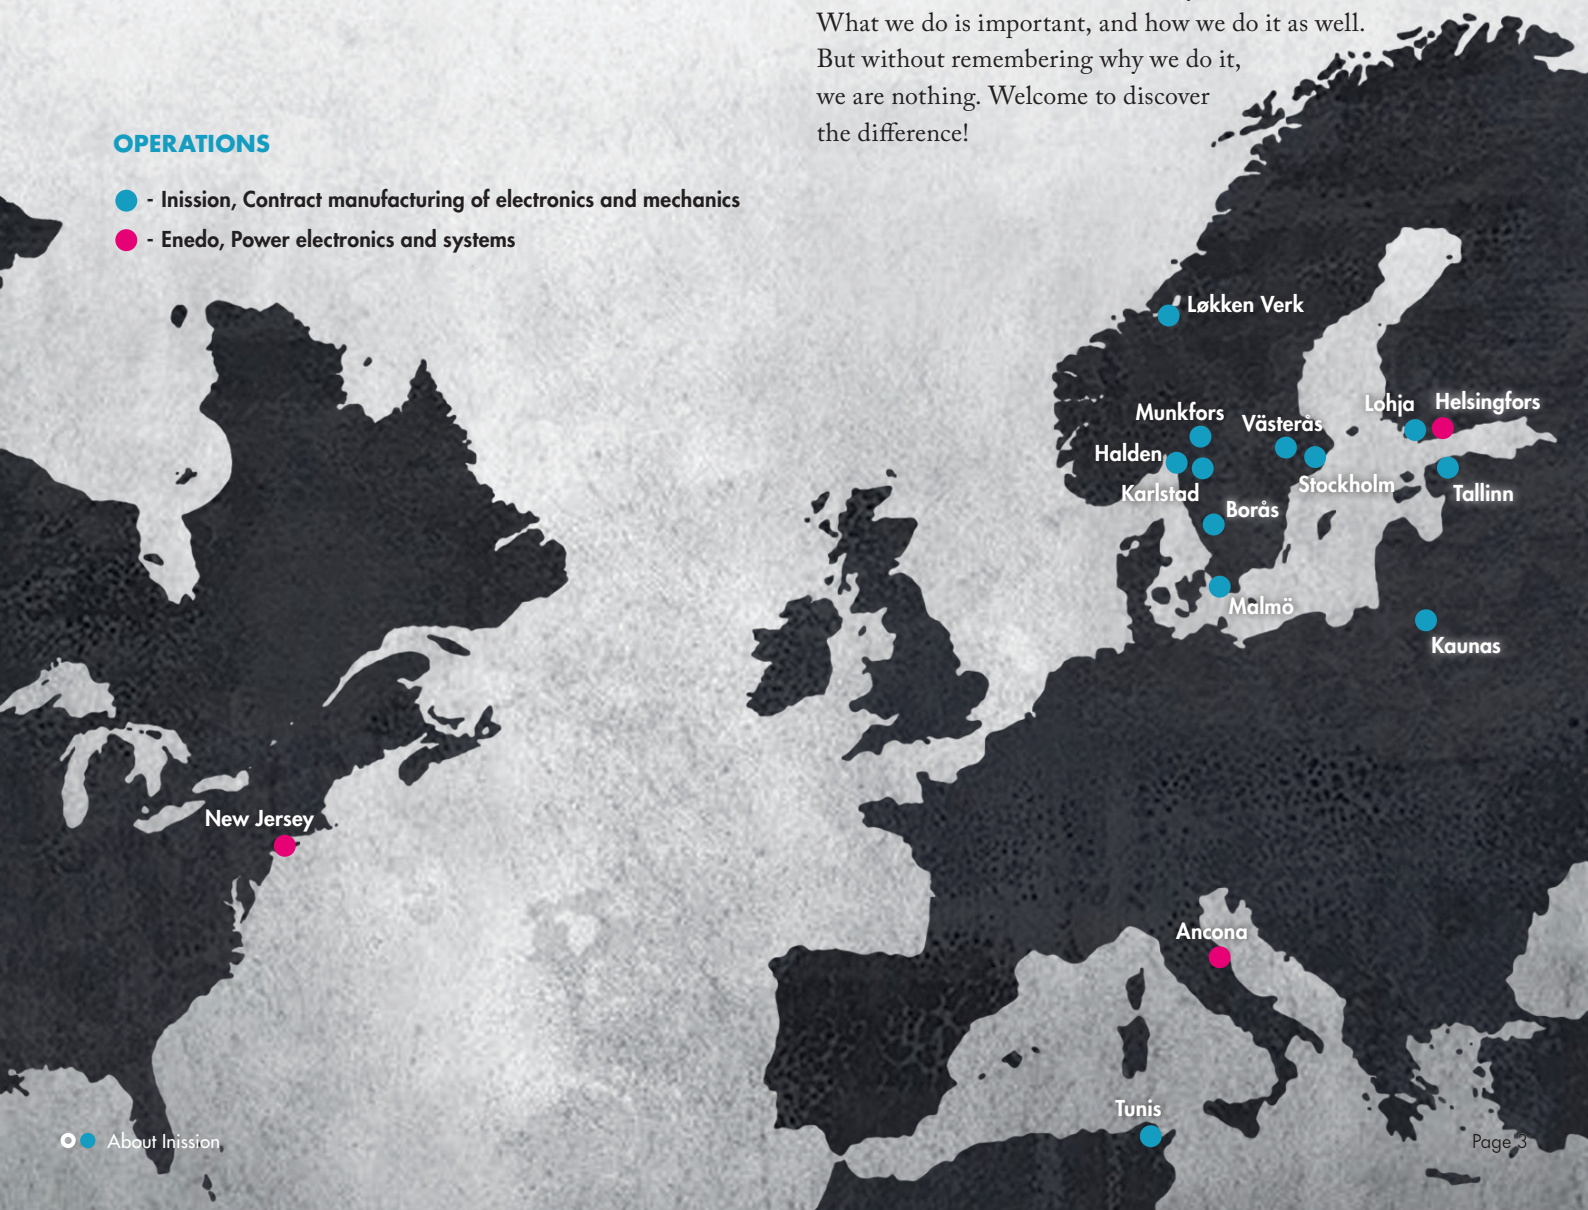 What we do is important, and how we do it as well.
But without remembering why we do it,
we are nothing. Welcome to discover
the difference!
OPERATIONS
- Inission, Contract manufacturing of electronics and mechanics
- Enedo, Power electronics and systems
Løkken Verk
Lohja
Helsingfors
Munkfors
Västerås
Halden
Karlstad
Stockholm
Tallinn
Borås
Malmö
Kaunas
New Jersey
Ancona
Tunis
About Inission
Page 3